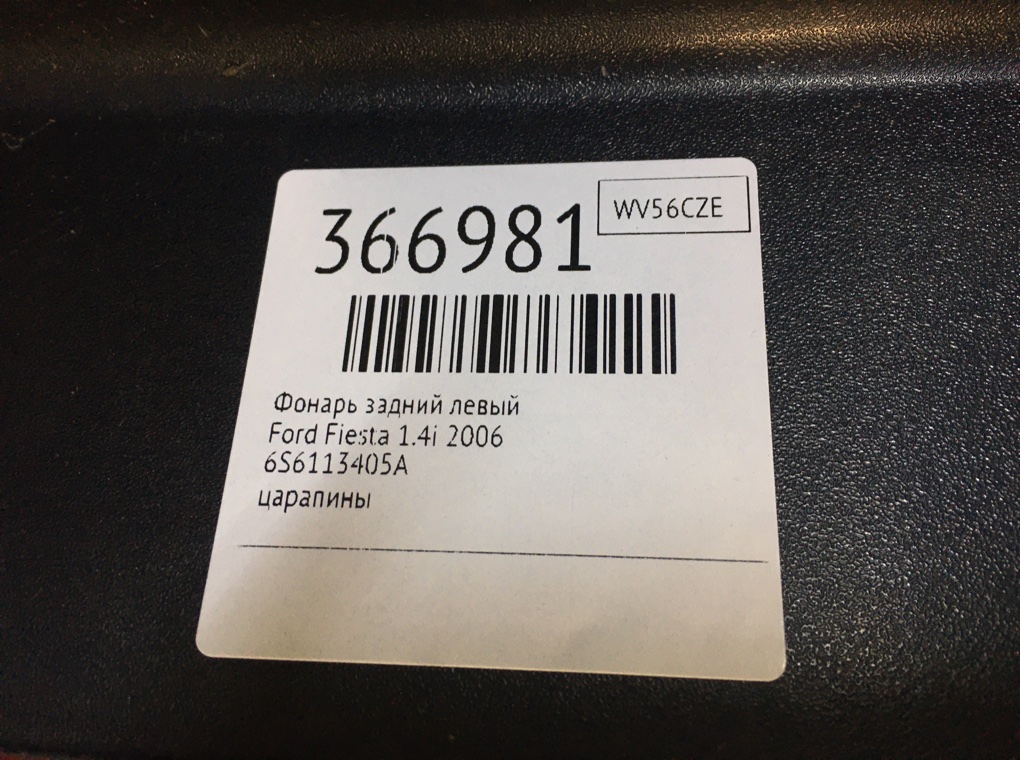 366981
WV56CZE
Фонарь задний левый
Ford Fiesta 1.4i 2006
6S6113405A
царапины